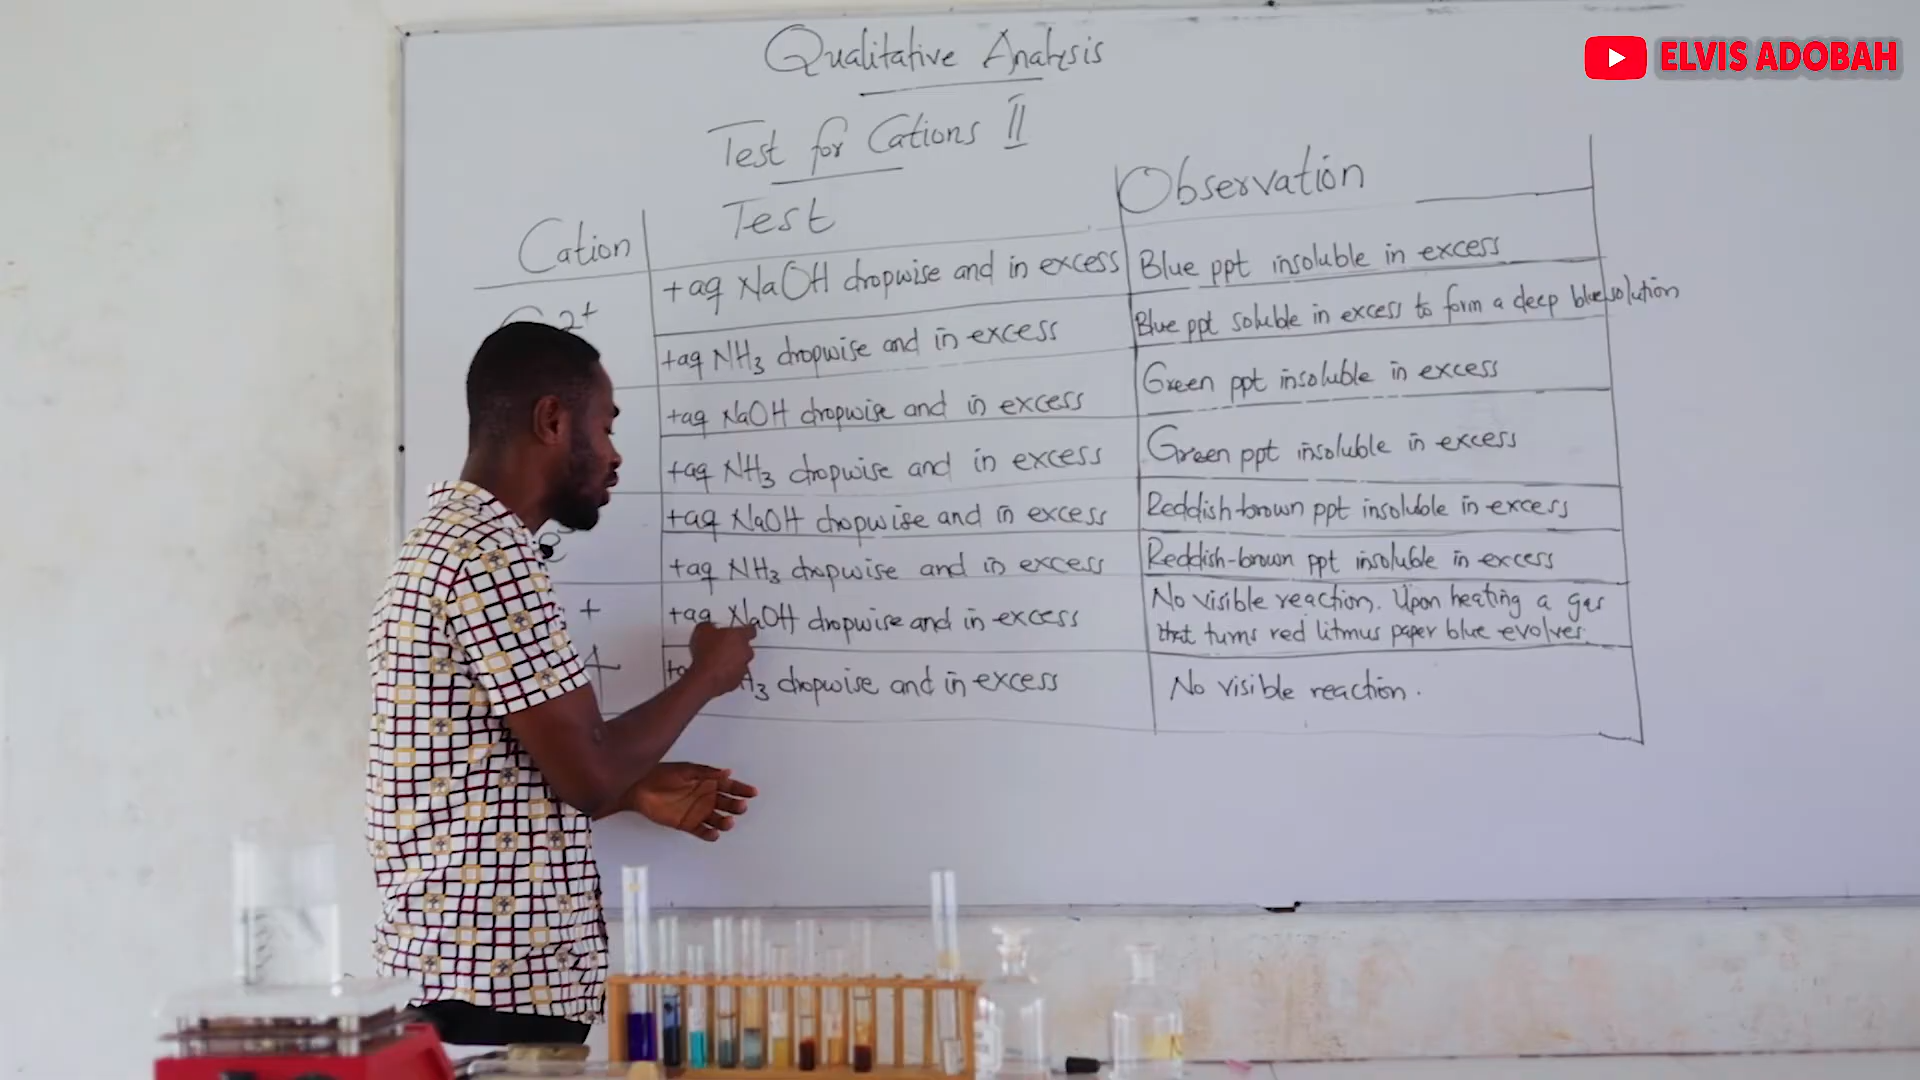 ELVIS ADOBAH
Qualitative Analysis
Test for Cations II
Cation Test Observation
+aq NaOH dropwise and in excess Blue ppt insoluble in excess
2+
+aq NH3 dropwise and in excess Blue ppt soluble in excess to form a deep blue solution
+aq NaOH dropwise and in excess Green ppt insoluble in excess
+aq NH3 dropwise and in excess Green ppt insoluble in excess
+aq NaOH dropwise and in excess Reddish-brown ppt insoluble in excess
+aq NH3 dropwise and in excess Reddish-brown ppt insoluble in excess
+ +aq NaOH dropwise and in excess No visible reaction. Upon heating a gas
that turns red litmus paper blue evolves.
4 dropwise and in excess No visible reaction.